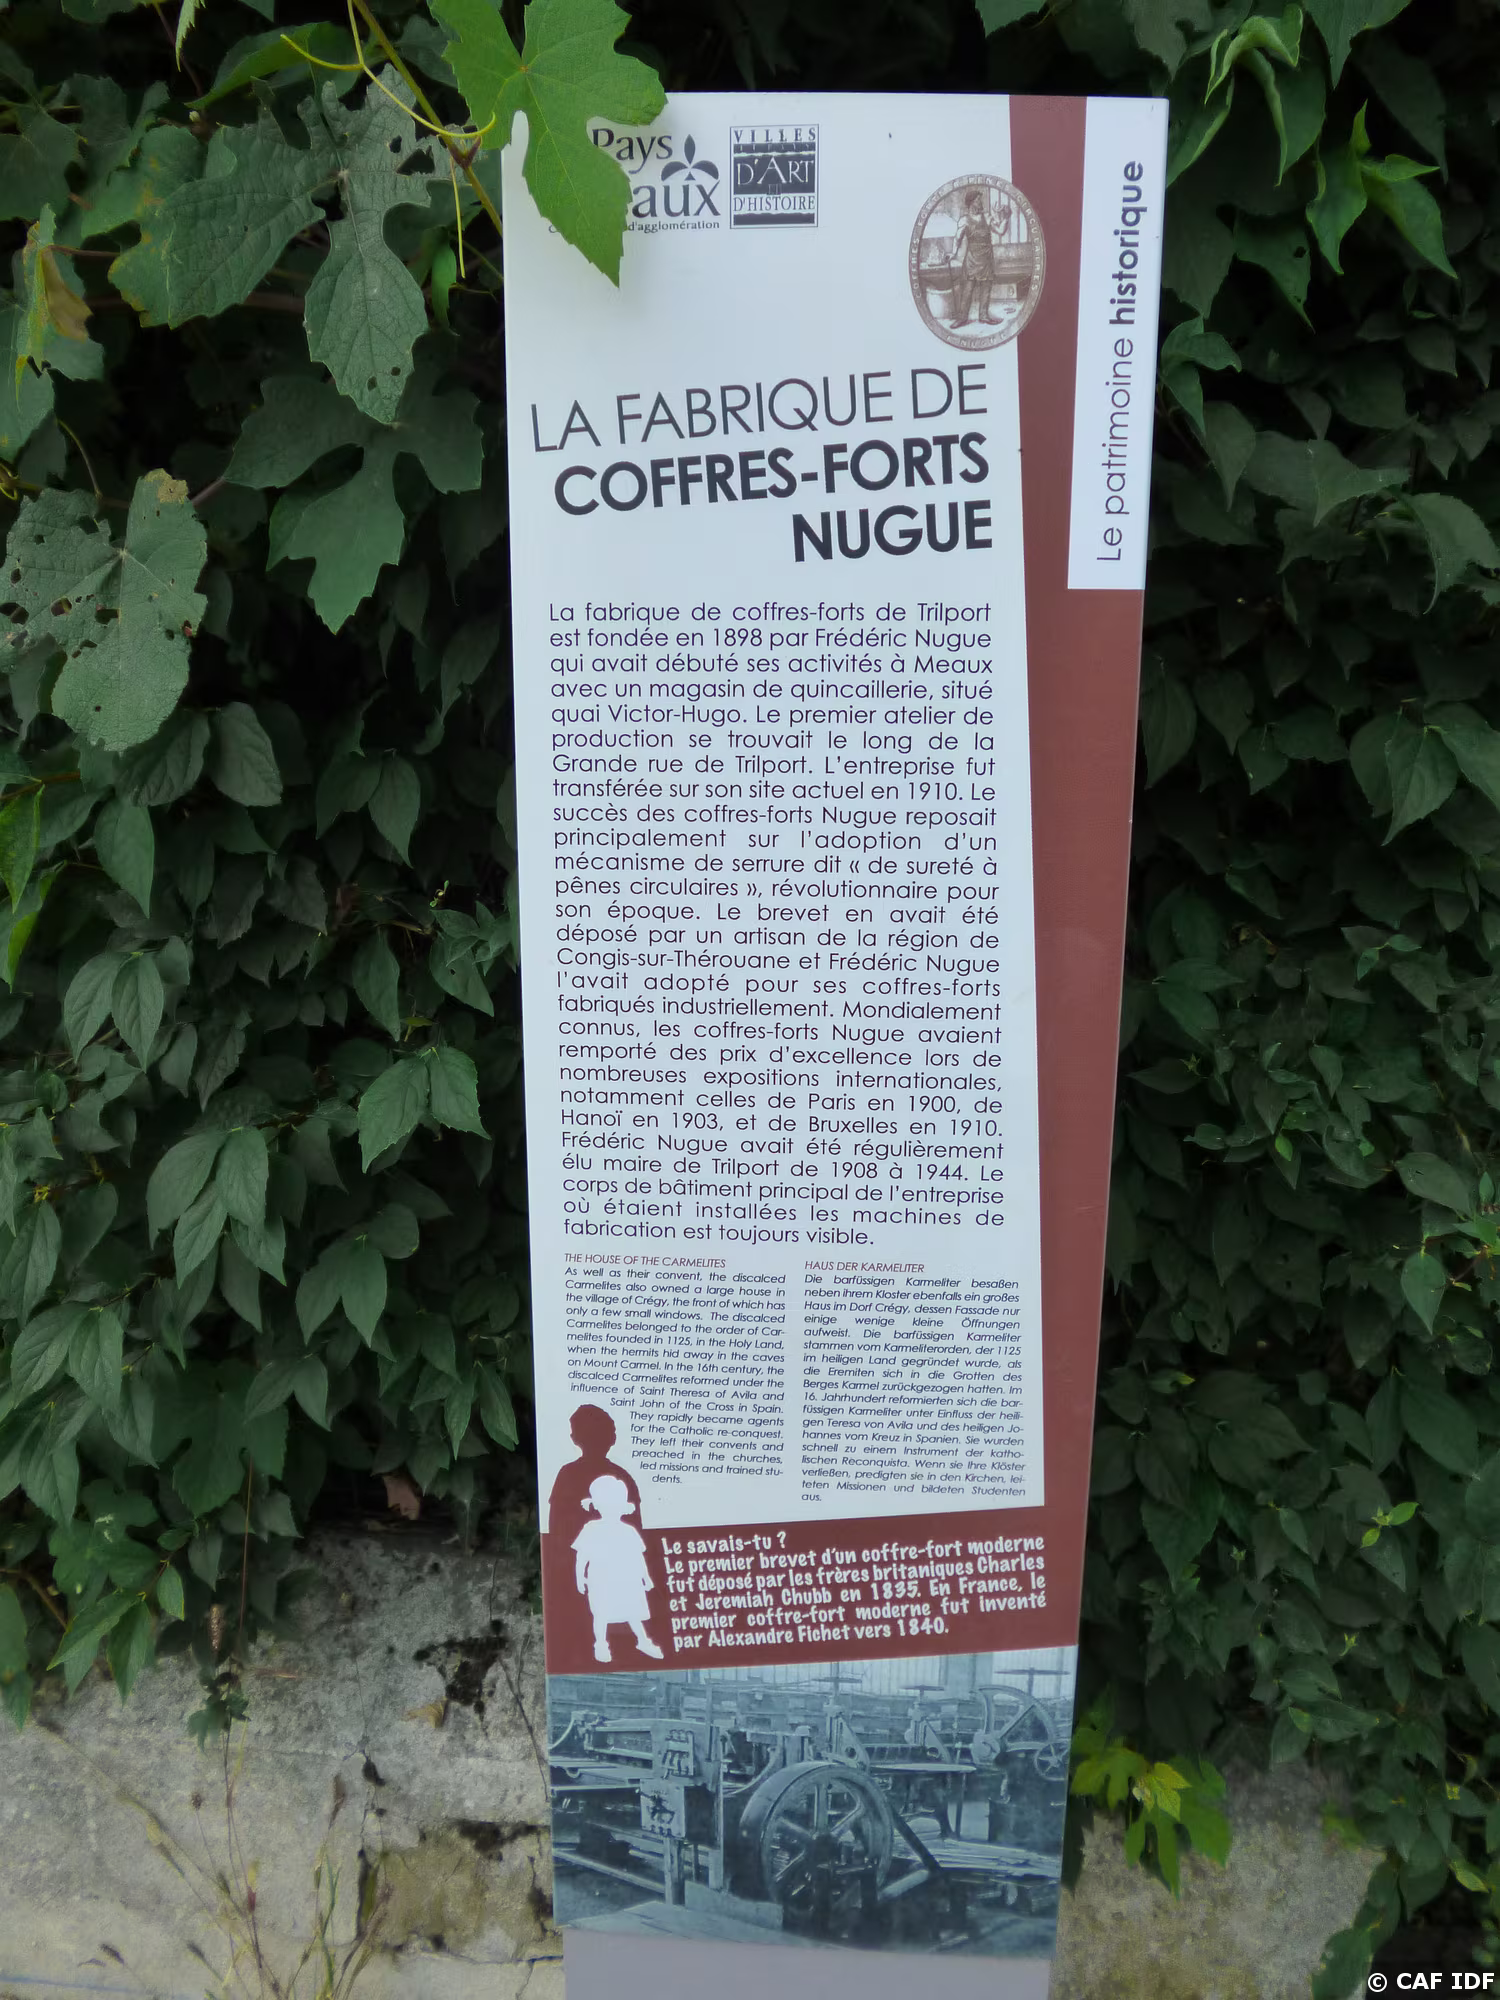 Pays
aux
d'agglomération
VILLES
D'ART
ET
D'HISTOIRE
Le patrimoine historique
LA FABRIQUE DE
COFFRES-FORTS
NUGUE
La fabrique de coffres-forts de Trilport
est fondée en 1898 par Frédéric Nugue
qui avait débuté ses activités à Meaux
avec un magasin de quincaillerie, situé
quai Victor-Hugo. Le premier atelier de
production se trouvait le long de la
Grande rue de Trilport. L'entreprise fut
transférée sur son site actuel en 1910. Le
succès des coffres-forts Nugue reposait
principalement sur l'adoption d'un
mécanisme de serrure dit « de sureté à
pênes circulaires », révolutionnaire pour
son époque. Le brevet en avait été
déposé par un artisan de la région de
Congis-sur-Thérouane et Frédéric Nugue
l'avait adopté pour ses coffres-forts
fabriqués industriellement. Mondialement
connus, les coffres-forts Nugue avaient
remporté des prix d'excellence lors de
nombreuses expositions internationales,
notamment celles de Paris en 1900, de
Hanoï en 1903, et de Bruxelles en 1910.
Frédéric Nugue avait été régulièrement
élu maire de Trilport de 1908 à 1944. Le
corps de bâtiment principal de l'entreprise
où étaient installées les machines de
fabrication est toujours visible.
THE HOUSE OF THE CARMELITES
As well as their convent, the discalced
Carmelites also owned a large house in
the village of Crégy, the front of which has
only a few small windows. The discalced
Carmelites belonged to the order of Car-
melites founded in 1125, in the Holy Land,
when the hermits hid away in the caves
on Mount Carmel. In the 16th century, the
discalced Carmelites reformed under the
influence of Saint Theresa of Avila and
Saint John of the Cross in Spain.
They rapidly became agents
for the Catholic re-conquest.
They left their convents and
preached in the churches,
led missions and trained stu-
dents.
HAUS DER KARMELITER
Die barfüssigen Karmeliter besaßen
neben ihrem Kloster ebenfalls ein großes
Haus im Dorf Crégy, dessen Fassade nur
einige wenige kleine Öffnungen
aufweist. Die barfüssigen Karmeliter
stammen vom Karmeliterorden, der 1125
im heiligen Land gegründet wurde, als
die Eremiten sich in die Grotten des
Berges Karmel zurückgezogen hatten. Im
16. Jahrhundert reformierten sich die bar-
füssigen Karmeliter unter Einfluss der heili-
gen Teresa von Avila und des heiligen Jo-
hannes vom Kreuz in Spanien. Sie wurden
schnell zu einem Instrument der katho-
lischen Reconquista. Wenn sie Ihre Klöster
verließen, predigten sie in den Kirchen, lei-
teten Missionen und bildeten Studenten
aus.
Le savais-tu ?
Le premier brevet d'un coffre-fort moderne
fut déposé par les frères britaniques Charles
et Jeremiah Chubb en 1835. En France, le
premier coffre-fort moderne fut inventé
par Alexandre Fichet vers 1840.
© CAF IDF